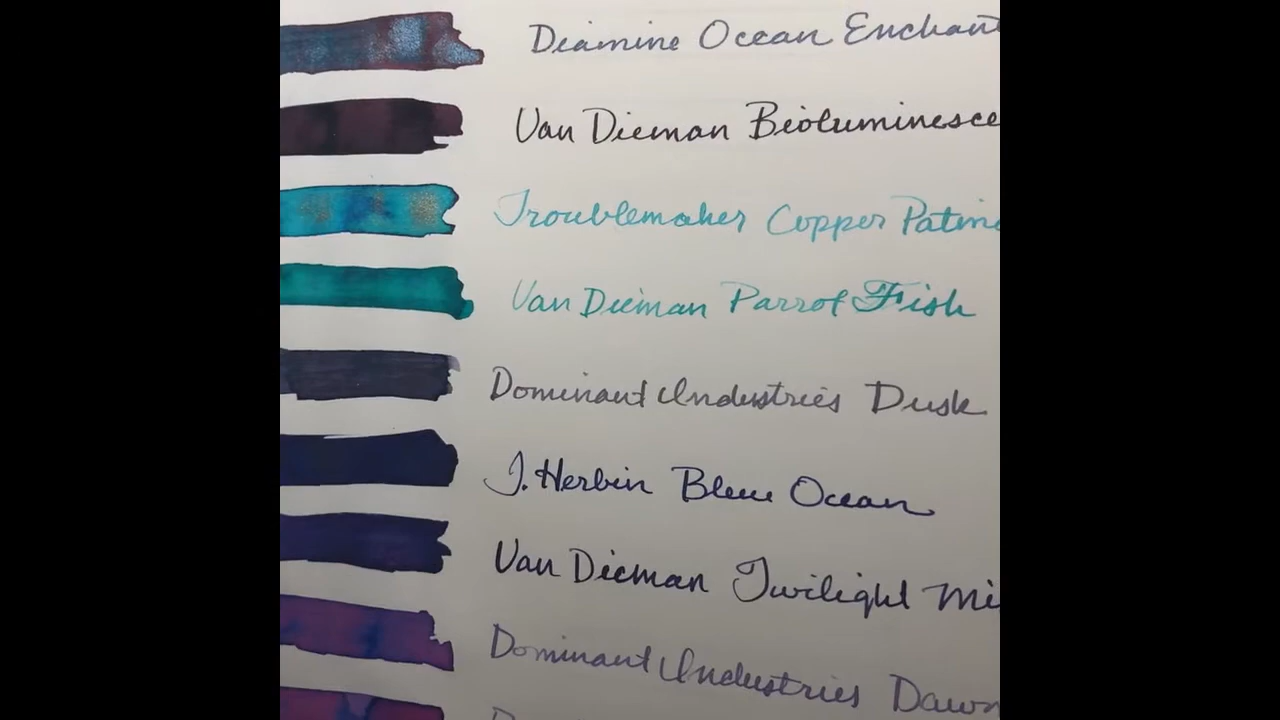 Diamine Ocean Enchant
Van Dieman Bioluminesce
Troublemaker Copper Patin
Van Dieman Parrot Fish
Dominant Industries Dusk
J. Herbin Bleu Ocean
Van Dieman Twilight Mi
Dominant Industries Dawn